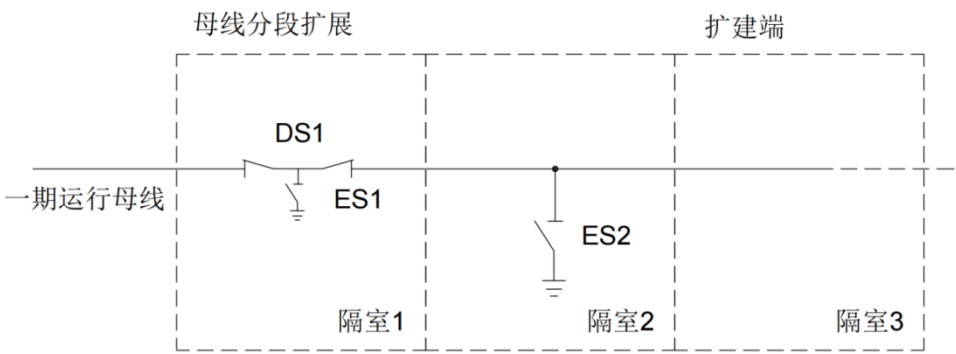 母线分段扩展
扩建端
DS1
一期运行母线
ES1
ES2
隔室1
隔室2
隔室3